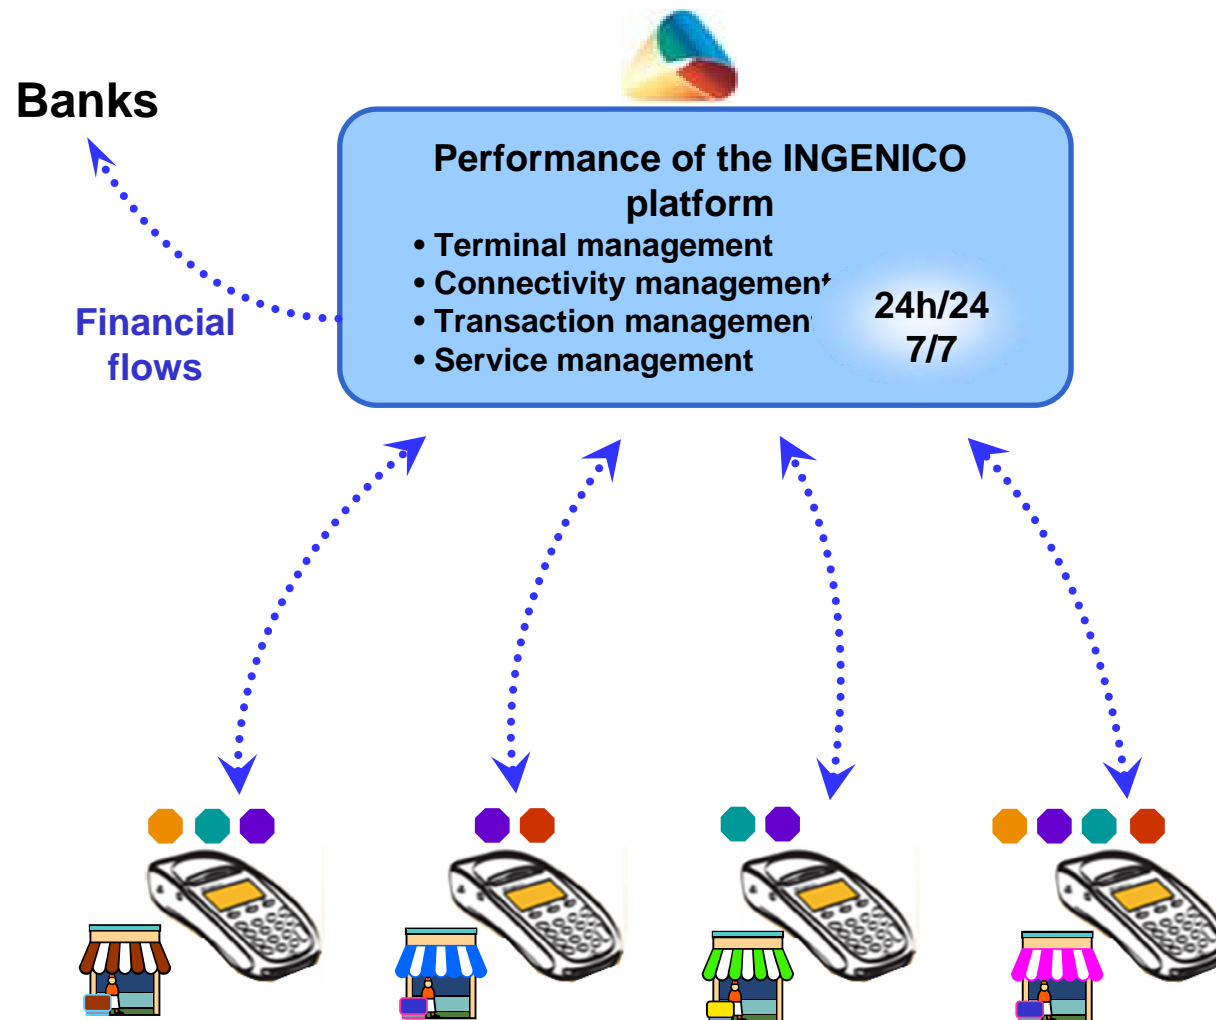 Banks
Performance of the INGENICO
platform
• Terminal management
• Connectivity management
• Transaction management
• Service management
24h/24
7/7
Financial
flows